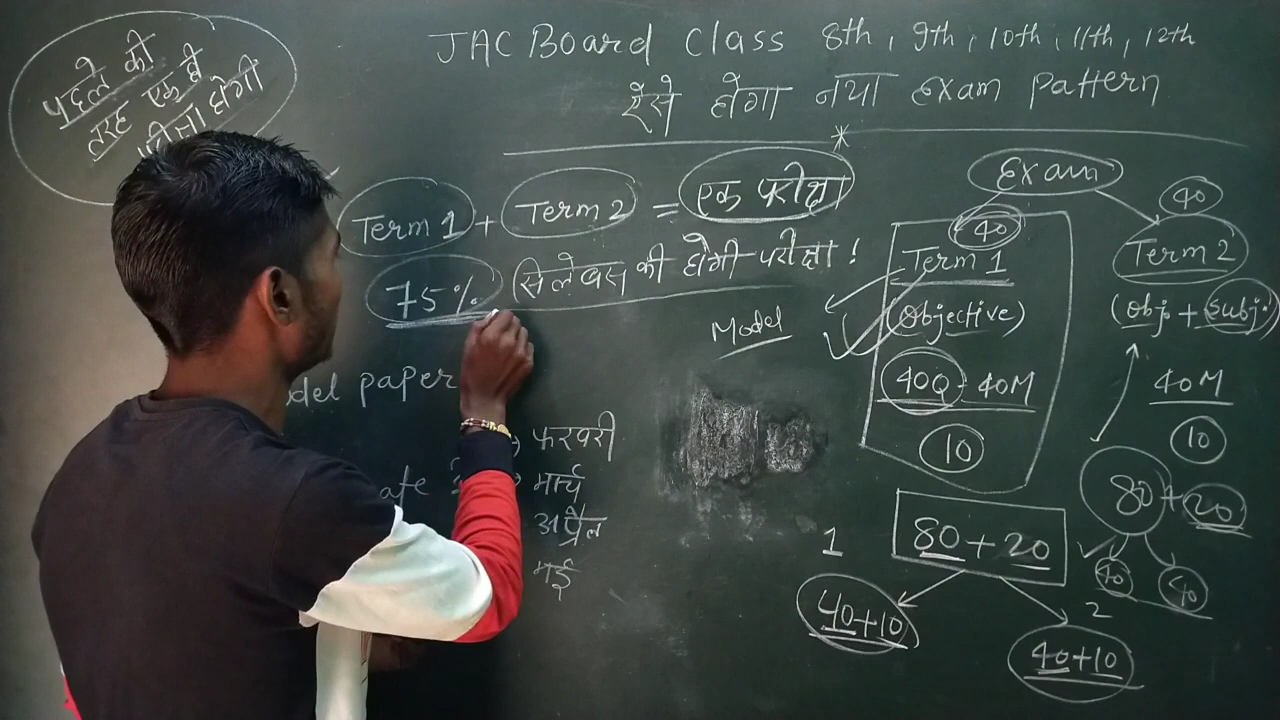 JAC Board Class 8th, 9th, 10th, 11th, 12th
ऐसे होगा नया Exam pattern
पहले की
तरह एक ही
परीक्षा होगी
Term 1 + Term 2 = एक परीक्षा
75% सिलेबस की होगी परीक्षा !
Model
del paper
ate
फरवरी
मार्च
अप्रैल
मई
Exam
40
Term 1
(Objective)
40Q - 40M
10
40
Term 2
(Obj + Subj)
40M
10
80 + 20
40 40
80 + 20
1
40+10
2
40+10